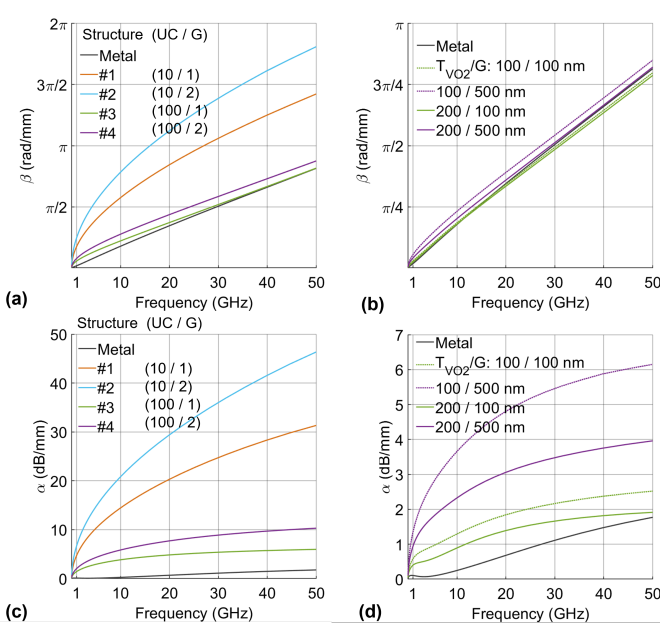 2π
3π/2
π
π/2
β (rad/mm)
Structure (UC / G)
Metal
#1 (10 / 1)
#2 (10 / 2)
#3 (100 / 1)
#4 (100 / 2)
1 10 20 30 40 50
Frequency (GHz)
(a)
π
3π/4
π/2
π/4
β (rad/mm)
Metal
T_VO2/G: 100 / 100 nm
100 / 500 nm
200 / 100 nm
200 / 500 nm
1 10 20 30 40 50
Frequency (GHz)
(b)
Structure (UC / G)
50
40
30
20
10
0
α (dB/mm)
Metal
#1 (10 / 1)
#2 (10 / 2)
#3 (100 / 1)
#4 (100 / 2)
1 10 20 30 40 50
Frequency (GHz)
(c)
7
6
5
4
3
2
1
0
α (dB/mm)
Metal
T_VO2/G: 100 / 100 nm
100 / 500 nm
200 / 100 nm
200 / 500 nm
1 10 20 30 40 50
Frequency (GHz)
(d)